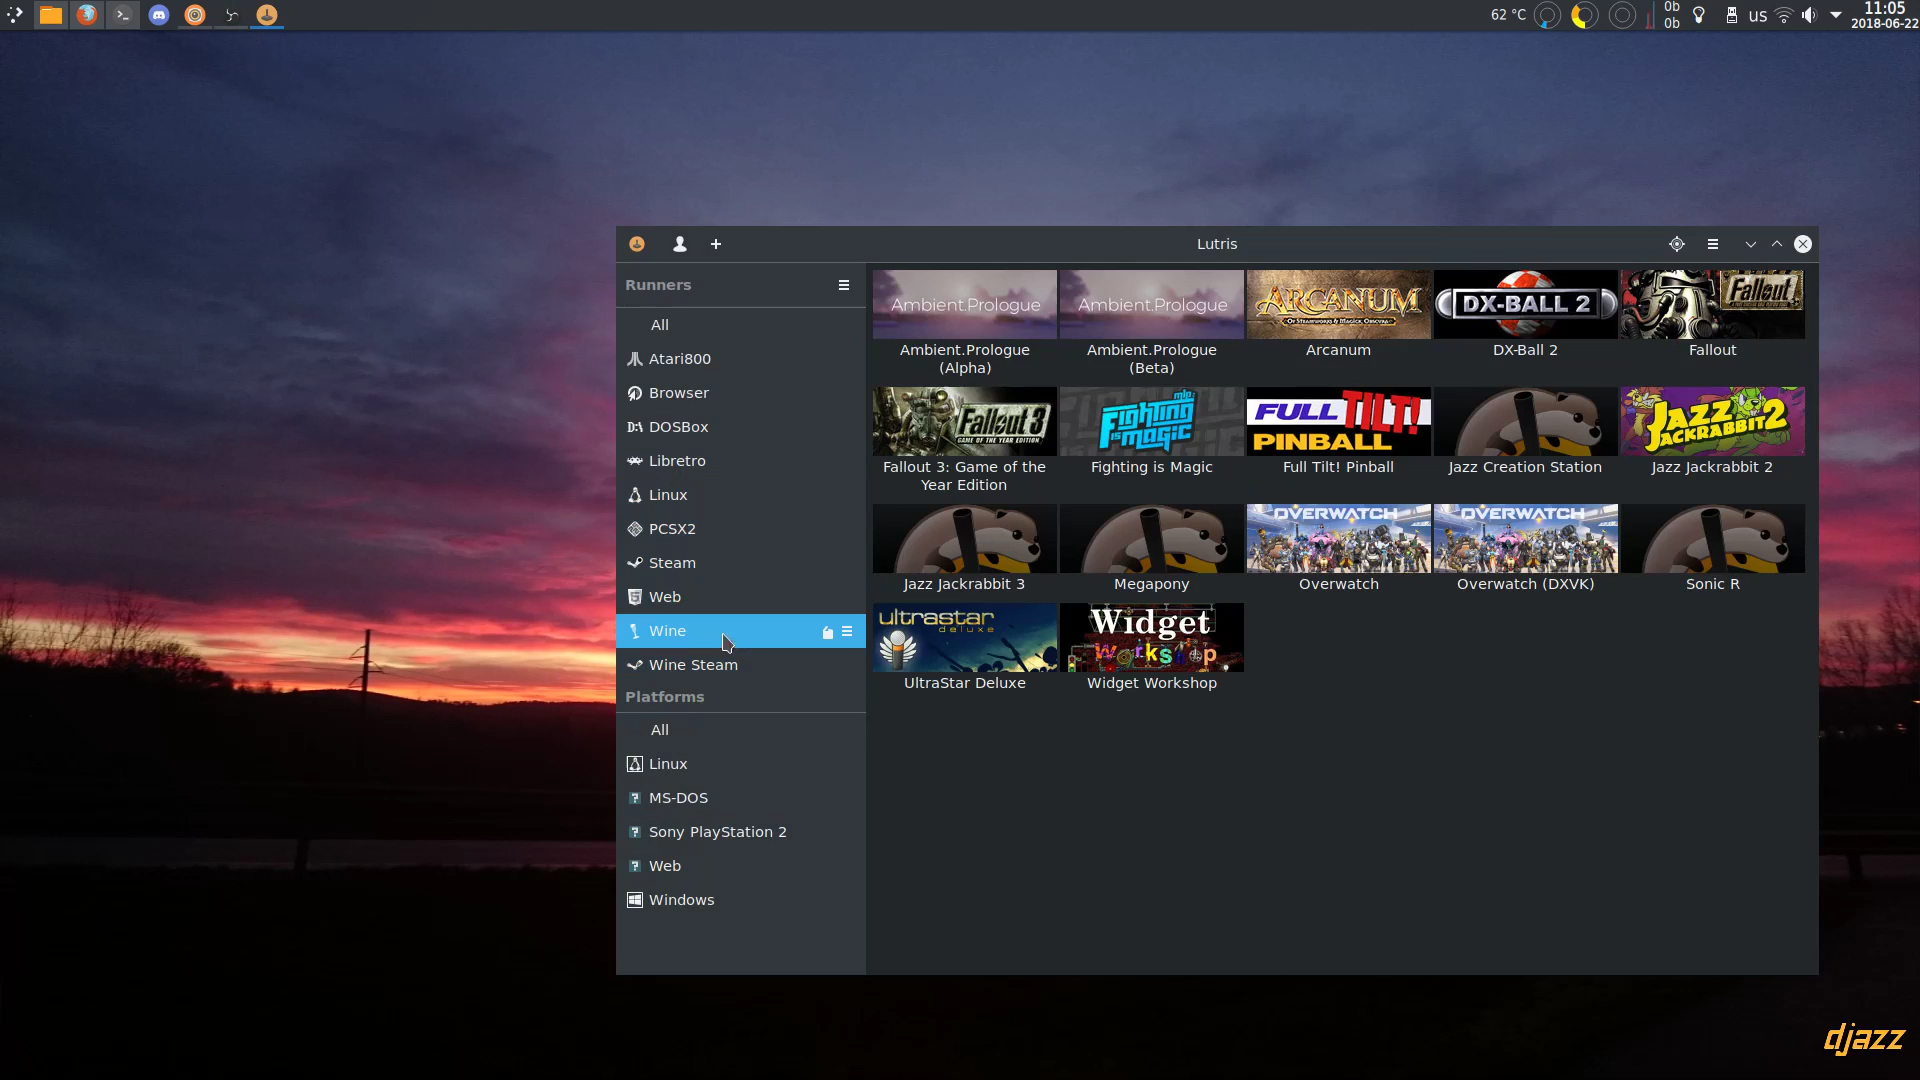 62 °C
0b
0b
us
11:05
2018-06-22
Lutris
Runners
All
Atari800
Browser
D:\ DOSBox
Libretro
Linux
PCSX2
Steam
Web
Wine
Wine Steam
Platforms
All
Linux
? MS-DOS
? Sony PlayStation 2
? Web
Windows
Ambient.Prologue
Ambient.Prologue
(Alpha)
Ambient.Prologue
Ambient.Prologue
(Beta)
ARCANUM
OF STEAMWORKS & MAGICK OBSCURA
Arcanum
DX-BALL 2
DX-Ball 2
Fallout
Fallout
Fallout 3
GAME OF THE YEAR EDITION
Fallout 3: Game of the
Year Edition
mlp
Fighting
is MAGIC
Fighting is Magic
FULL TILT!
PINBALL
Full Tilt! Pinball
Jazz Creation Station
JAZZ
JACKRABBIT 2
Jazz Jackrabbit 2
Jazz Jackrabbit 3
Megapony
OVERWATCH
Overwatch
OVERWATCH
Overwatch (DXVK)
Sonic R
ultrastar
deluxe
UltraStar Deluxe
Widget
Workshop
Widget Workshop
djazz